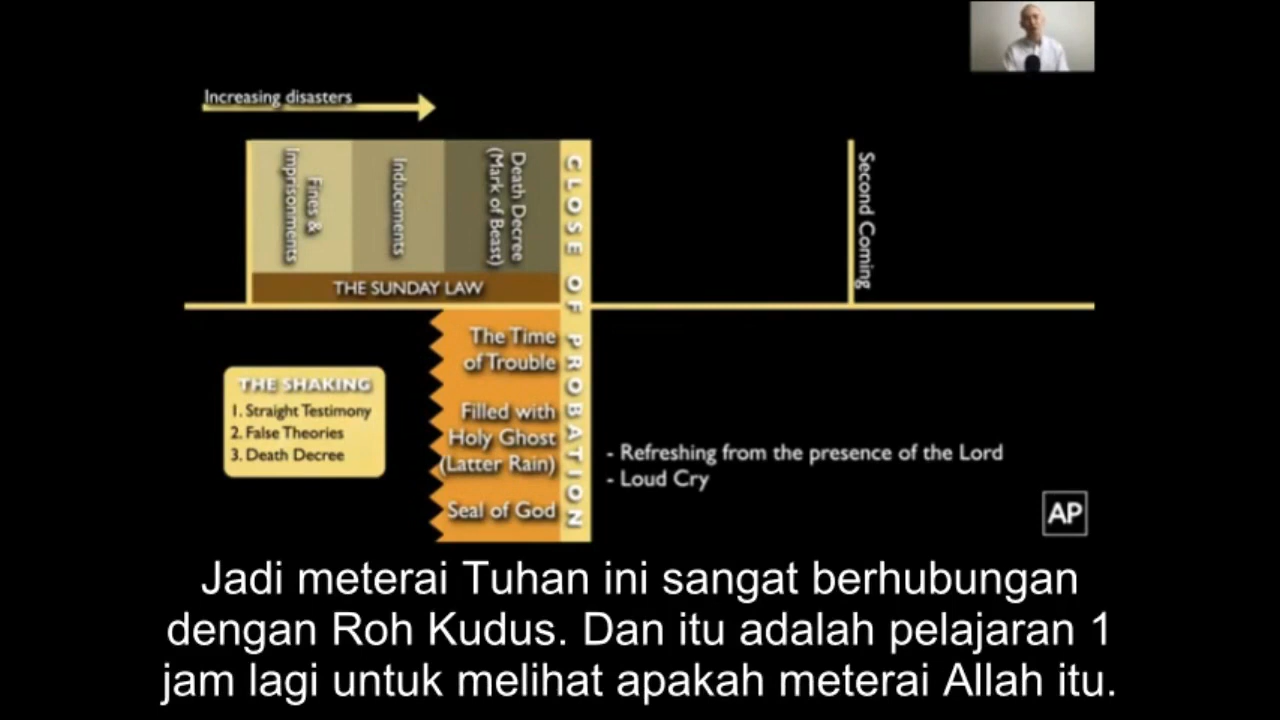 Increasing disasters
Fines &
Imprisonments
Inducements
Death Decree
(Mark of Beast)
CLOSE OF PROBATION
Second Coming
THE SUNDAY LAW
The Time
of Trouble
THE SHAKING
1. Straight Testimony
2. False Theories
3. Death Decree
Filled with
Holy Ghost
(Latter Rain)
Seal of God
- Refreshing from the presence of the Lord
- Loud Cry
AP
Jadi meterai Tuhan ini sangat berhubungan
dengan Roh Kudus. Dan itu adalah pelajaran 1
jam lagi untuk melihat apakah meterai Allah itu.